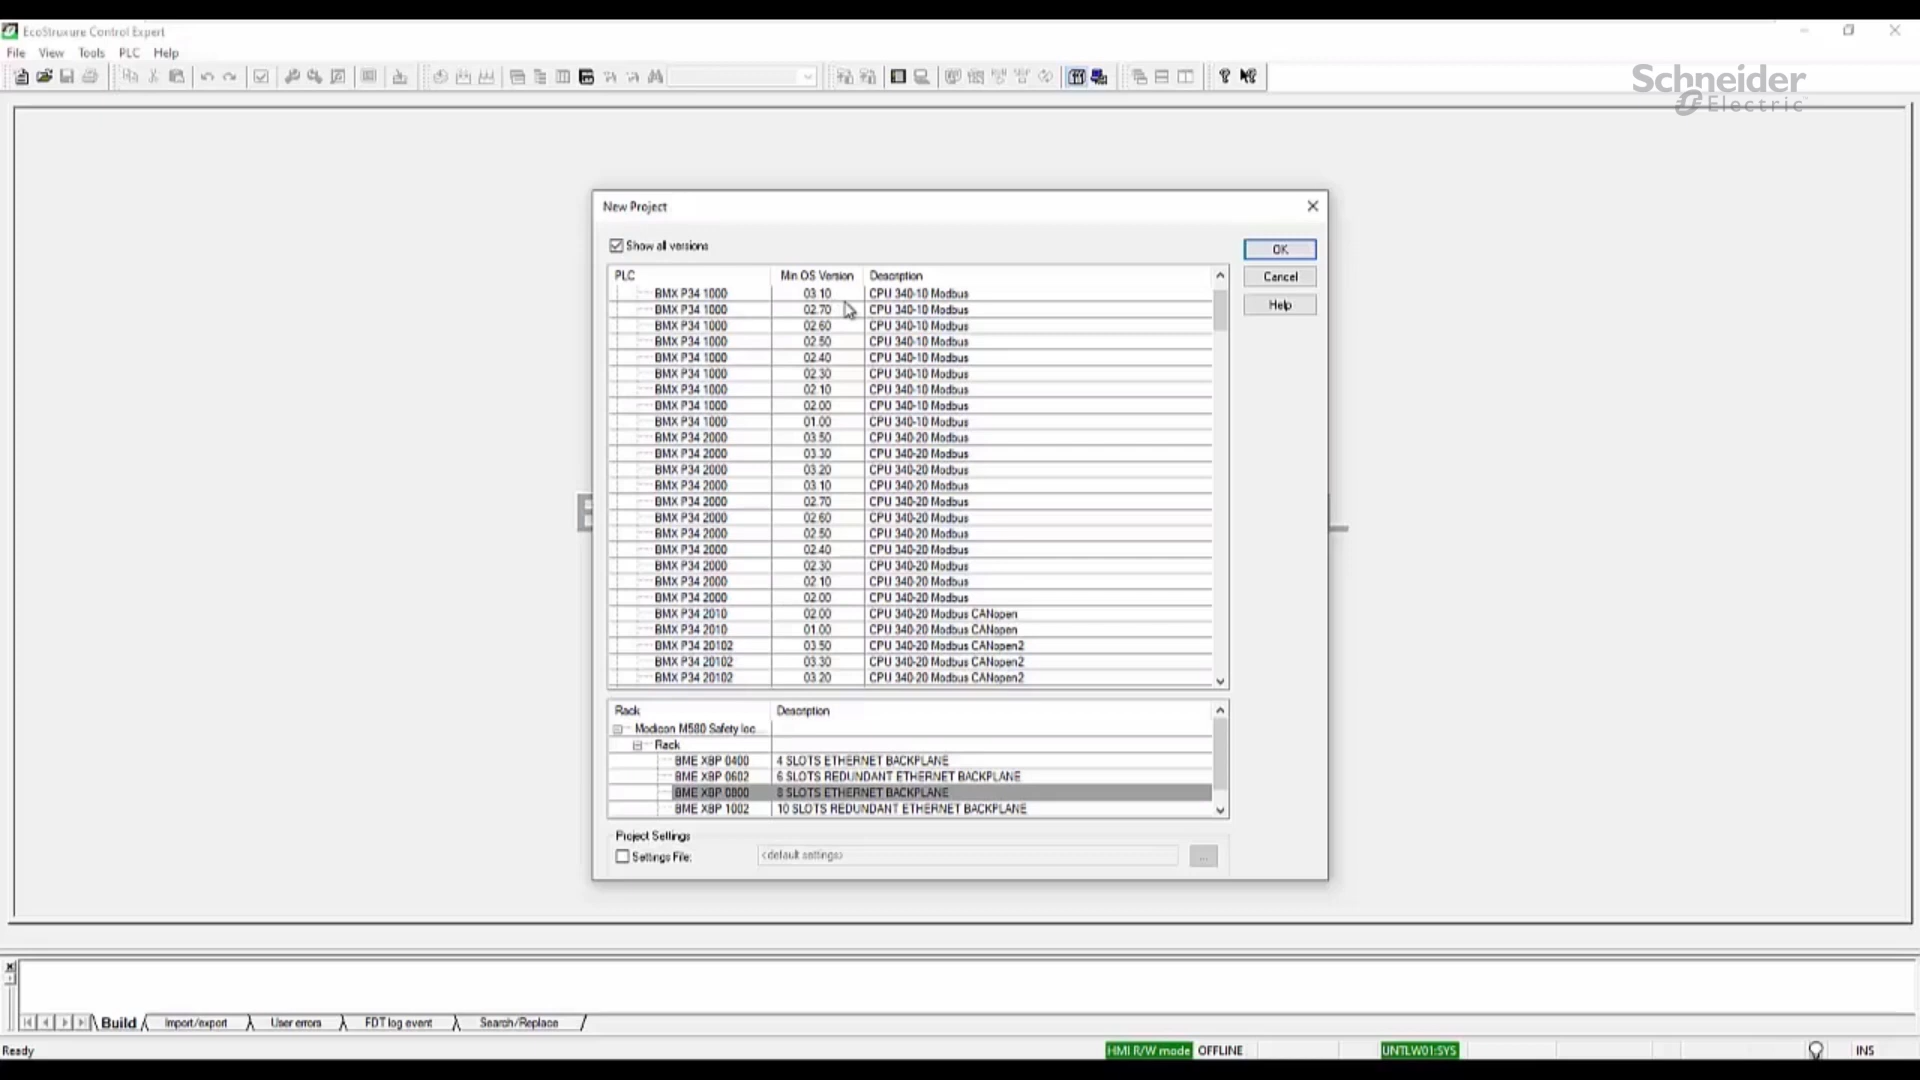 EcoStruxure Control Expert
File View Tools PLC Help
Schneider Electric
New Project
Show all versions
OK
Cancel
Help
PLC Min OS Version Description
BMX P34 1000 03.10 CPU 340-10 Modbus
BMX P34 1000 02.70 CPU 340-10 Modbus
BMX P34 1000 02.60 CPU 340-10 Modbus
BMX P34 1000 02.50 CPU 340-10 Modbus
BMX P34 1000 02.40 CPU 340-10 Modbus
BMX P34 1000 02.30 CPU 340-10 Modbus
BMX P34 1000 02.10 CPU 340-10 Modbus
BMX P34 1000 02.00 CPU 340-10 Modbus
BMX P34 1000 01.00 CPU 340-10 Modbus
BMX P34 2000 03.50 CPU 340-20 Modbus
BMX P34 2000 03.30 CPU 340-20 Modbus
BMX P34 2000 03.20 CPU 340-20 Modbus
BMX P34 2000 03.10 CPU 340-20 Modbus
BMX P34 2000 02.70 CPU 340-20 Modbus
BMX P34 2000 02.60 CPU 340-20 Modbus
BMX P34 2000 02.50 CPU 340-20 Modbus
BMX P34 2000 02.40 CPU 340-20 Modbus
BMX P34 2000 02.30 CPU 340-20 Modbus
BMX P34 2000 02.10 CPU 340-20 Modbus
BMX P34 2000 02.00 CPU 340-20 Modbus
BMX P34 2010 02.00 CPU 340-20 Modbus CANopen
BMX P34 2010 01.00 CPU 340-20 Modbus CANopen
BMX P34 20102 03.50 CPU 340-20 Modbus CANopen2
BMX P34 20102 03.30 CPU 340-20 Modbus CANopen2
BMX P34 20102 03.20 CPU 340-20 Modbus CANopen2
Rack Description
Modicon M580 Safety loc
Rack
BME XBP 0400 4 SLOTS ETHERNET BACKPLANE
BME XBP 0602 6 SLOTS REDUNDANT ETHERNET BACKPLANE
BME XBP 0800 8 SLOTS ETHERNET BACKPLANE
BME XBP 1002 10 SLOTS REDUNDANT ETHERNET BACKPLANE
Project Settings
Settings File: <default settings> ...
Build Import/export User errors FDT log event Search/Replace
Ready HMI R/W mode OFFLINE UNTLW01:SYS INS